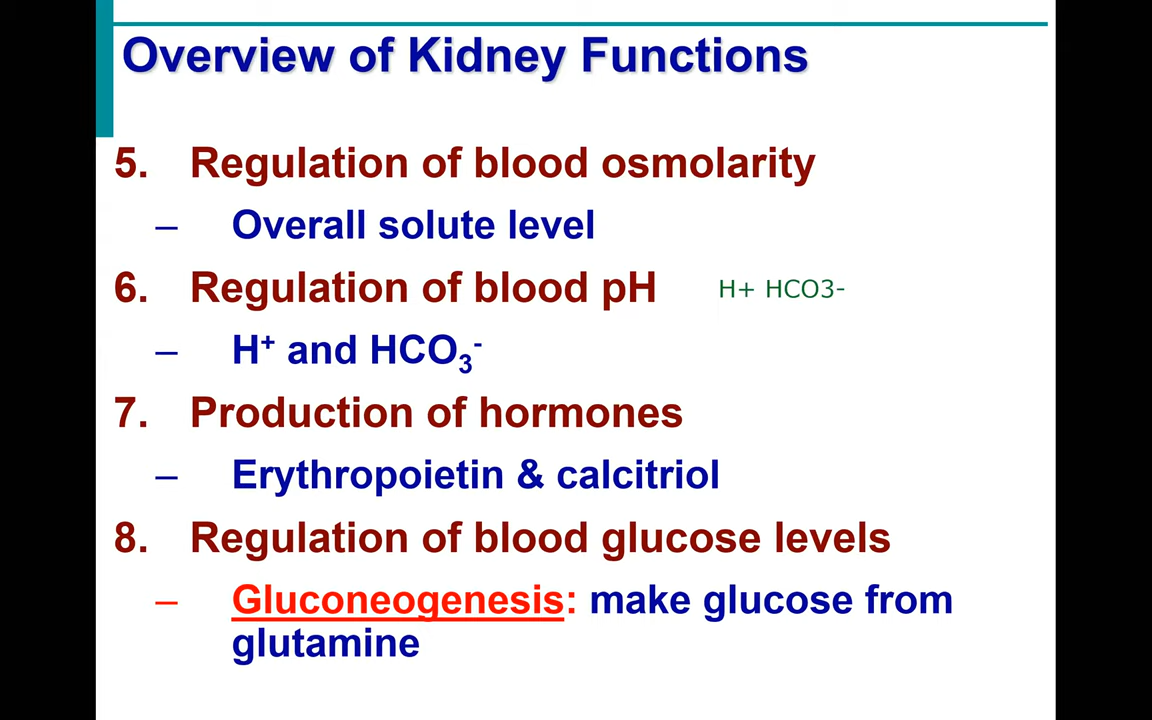 Overview of Kidney Functions
5. Regulation of blood osmolarity
– Overall solute level
6. Regulation of blood pH H+ HCO3-
– H⁺ and HCO₃⁻
7. Production of hormones
– Erythropoietin & calcitriol
8. Regulation of blood glucose levels
– Gluconeogenesis: make glucose from
glutamine